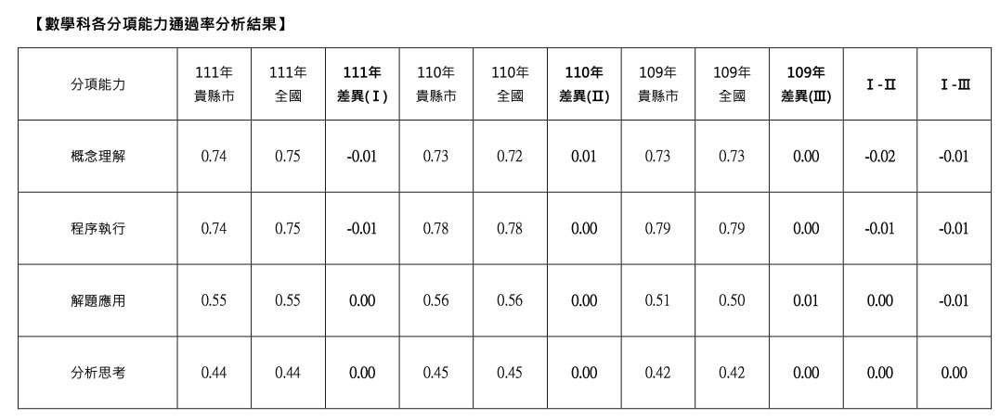 【數學科各分項能力通過率分析結果】
分項能力 111年貴縣市 111年全國 111年差異(Ⅰ) 110年貴縣市 110年全國 110年差異(Ⅱ) 109年貴縣市 109年全國 109年差異(Ⅲ) Ⅰ-Ⅱ Ⅰ-Ⅲ
概念理解 0.74 0.75 -0.01 0.73 0.72 0.01 0.73 0.73 0.00 -0.02 -0.01
程序執行 0.74 0.75 -0.01 0.78 0.78 0.00 0.79 0.79 0.00 -0.01 -0.01
解題應用 0.55 0.55 0.00 0.56 0.56 0.00 0.51 0.50 0.01 0.00 -0.01
分析思考 0.44 0.44 0.00 0.45 0.45 0.00 0.42 0.42 0.00 0.00 0.00